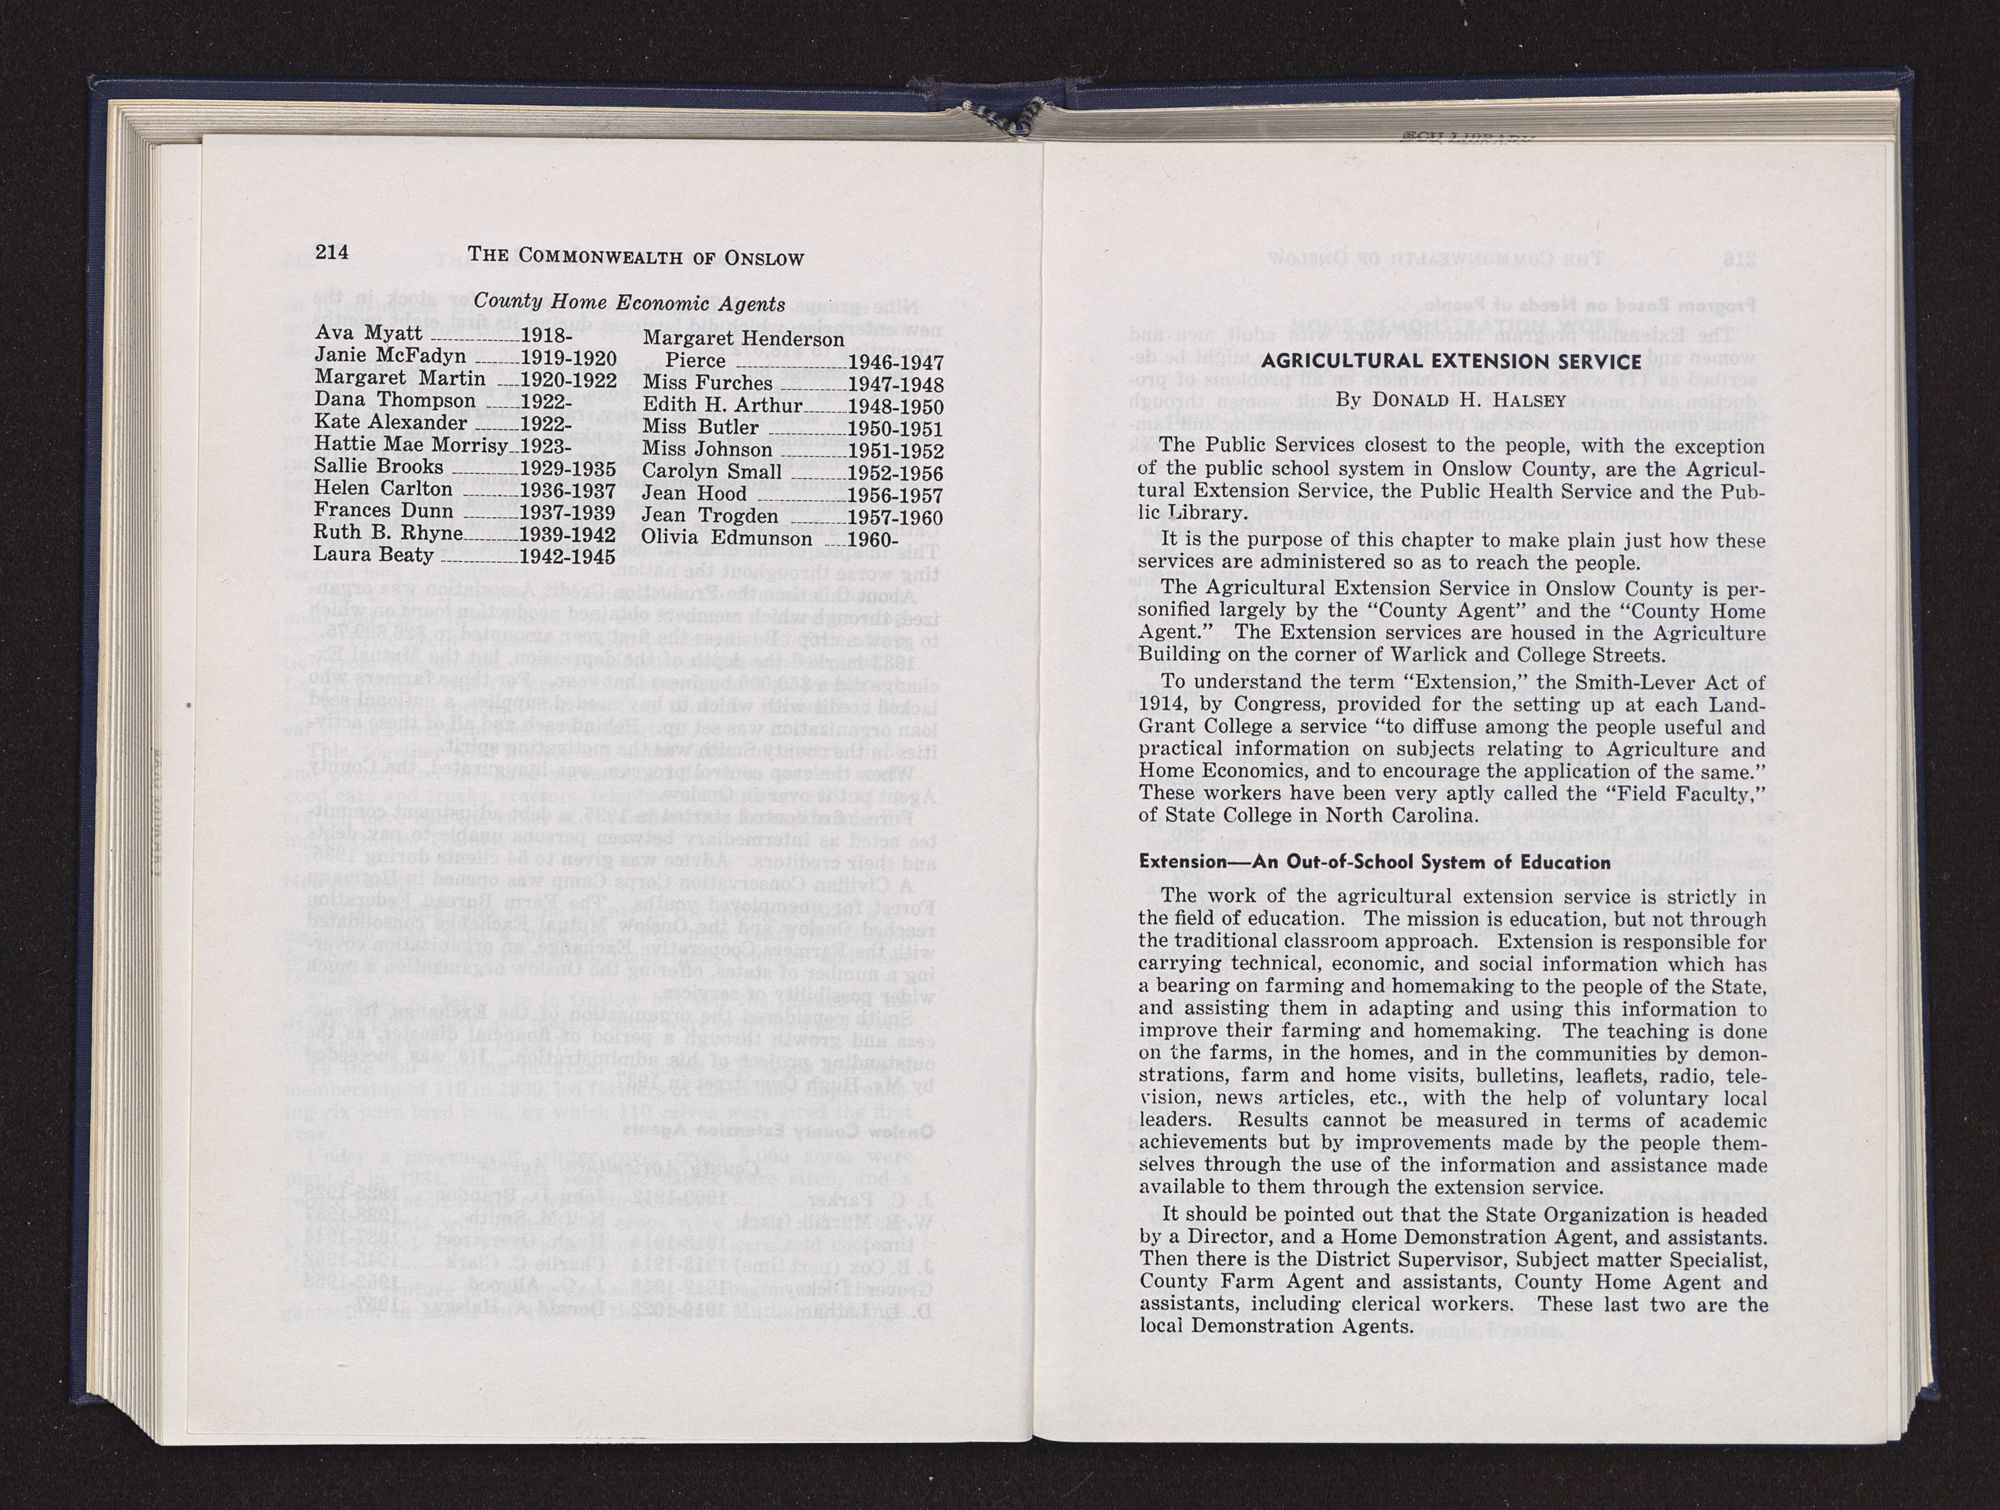 214
THE COMMONWEALTH OF ONSLOW
County Home Economic Agents
Ava Myatt ................1918-
Janie McFadyn ........1919-1920
Margaret Martin ....1920-1922
Dana Thompson ......1922-
Kate Alexander ........1922-
Hattie Mae Morrisy..1923-
Sallie Brooks ............1929-1935
Helen Carlton ..........1936-1937
Frances Dunn ..........1937-1939
Ruth B. Rhyne..........1939-1942
Laura Beaty ..............1942-1945
Margaret Henderson
Pierce ....................1946-1947
Miss Furches ............1947-1948
Edith H. Arthur........1948-1950
Miss Butler ..............1950-1951
Miss Johnson ............1951-1952
Carolyn Small ..........1952-1956
Jean Hood ................1956-1957
Jean Trogden ..........1957-1960
Olivia Edmunson ....1960-
ECU LIBRARY
AGRICULTURAL EXTENSION SERVICE
By DONALD H. HALSEY
The Public Services closest to the people, with the exception
of the public school system in Onslow County, are the Agricul-
tural Extension Service, the Public Health Service and the Pub-
lic Library.
It is the purpose of this chapter to make plain just how these
services are administered so as to reach the people.
The Agricultural Extension Service in Onslow County is per-
sonified largely by the “County Agent” and the “County Home
Agent.” The Extension services are housed in the Agriculture
Building on the corner of Warlick and College Streets.
To understand the term “Extension,” the Smith-Lever Act of
1914, by Congress, provided for the setting up at each Land-
Grant College a service “to diffuse among the people useful and
practical information on subjects relating to Agriculture and
Home Economics, and to encourage the application of the same.”
These workers have been very aptly called the “Field Faculty,”
of State College in North Carolina.
Extension—An Out-of-School System of Education
The work of the agricultural extension service is strictly in
the field of education. The mission is education, but not through
the traditional classroom approach. Extension is responsible for
carrying technical, economic, and social information which has
a bearing on farming and homemaking to the people of the State,
and assisting them in adapting and using this information to
improve their farming and homemaking. The teaching is done
on the farms, in the homes, and in the communities by demon-
strations, farm and home visits, bulletins, leaflets, radio, tele-
vision, news articles, etc., with the help of voluntary local
leaders. Results cannot be measured in terms of academic
achievements but by improvements made by the people them-
selves through the use of the information and assistance made
available to them through the extension service.
It should be pointed out that the State Organization is headed
by a Director, and a Home Demonstration Agent, and assistants.
Then there is the District Supervisor, Subject matter Specialist,
County Farm Agent and assistants, County Home Agent and
assistants, including clerical workers. These last two are the
local Demonstration Agents.